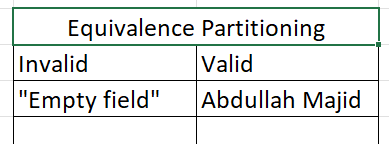 Equivalence Partitioning
Invalid Valid
"Empty field" Abdullah Majid